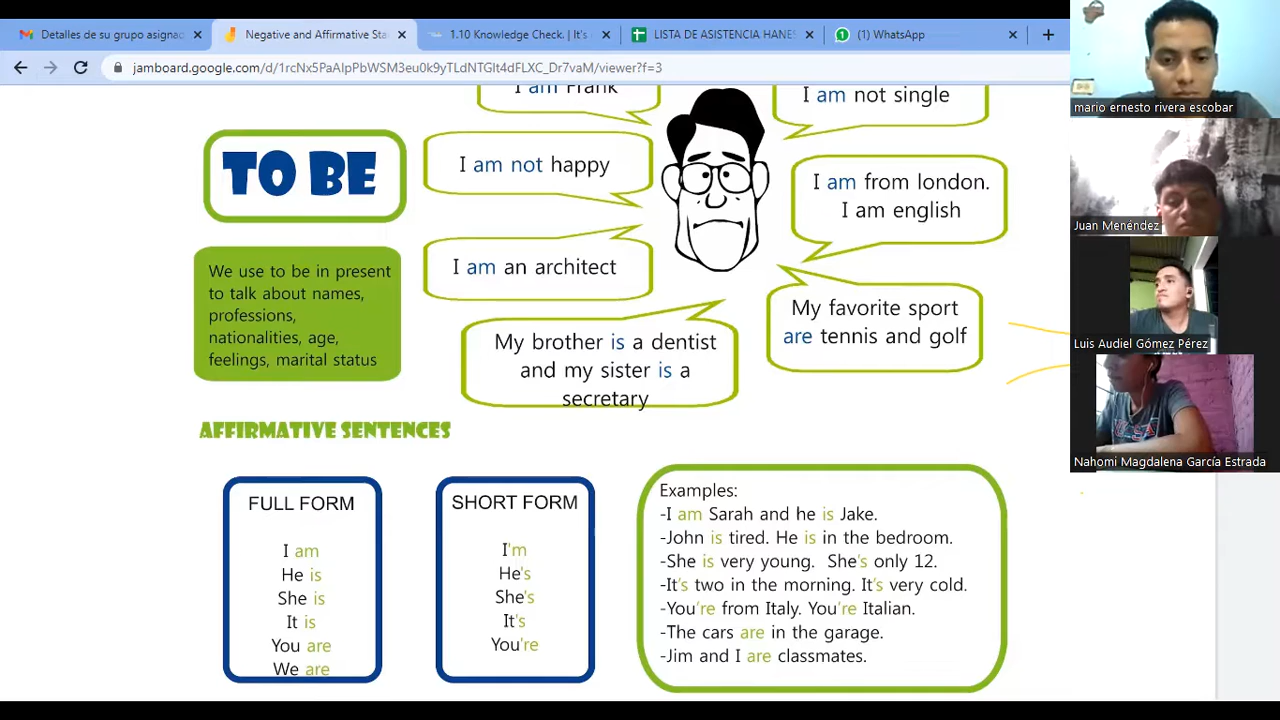 Detalles de su grupo asignad
Negative and Affirmative Sta
1.10 Knowledge Check. | It's
LISTA DE ASISTENCIA HANES
(1) WhatsApp
jamboard.google.com/d/1rcNx5PaAIpPbWSM3eu0k9yTLdNTGIt4dFLXC_Dr7vaM/viewer?f=3
I am Frank
I am not single
TO BE
I am not happy
I am from london.
I am english
We use to be in present
to talk about names,
professions,
nationalities, age,
feelings, marital status
I am an architect
My favorite sport
are tennis and golf
My brother is a dentist
and my sister is a
secretary
AFFIRMATIVE SENTENCES
FULL FORM
I am
He is
She is
It is
You are
We are
SHORT FORM
I'm
He's
She's
It's
You're
Examples:
-I am Sarah and he is Jake.
-John is tired. He is in the bedroom.
-She is very young. She's only 12.
-It's two in the morning. It's very cold.
-You're from Italy. You're Italian.
-The cars are in the garage.
-Jim and I are classmates.
mario ernesto rivera escobar
Juan Menéndez
Luis Audiel Gómez Pérez
Nahomi Magdalena García Estrada